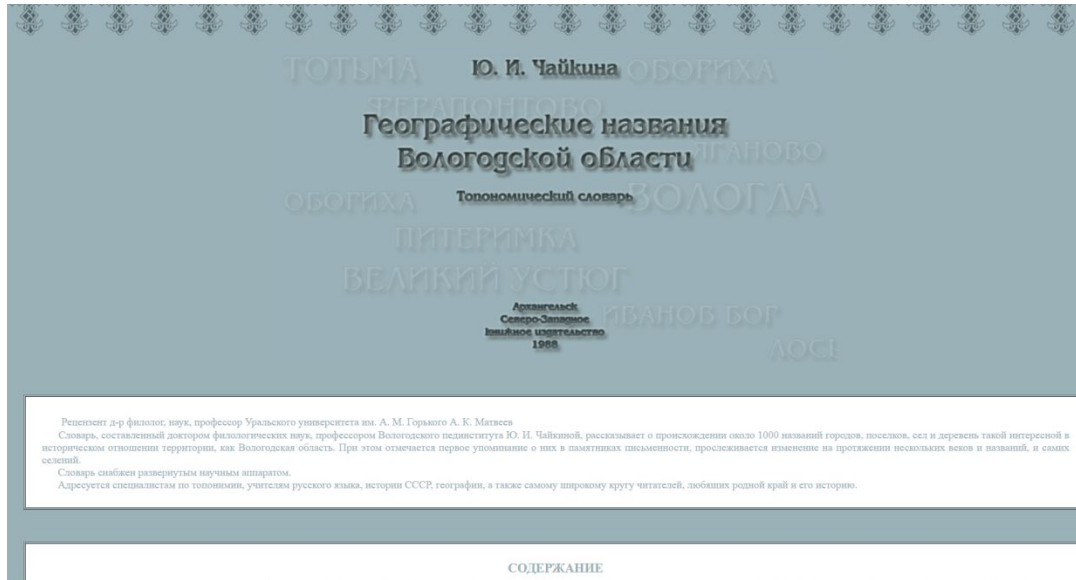 ТОТЬМА Ю. И. Чайкина ОБОРИХА
ФЕРАПОНТОВО
Географические названия
Вологодской области ЯГАНОВО
ОБОРИХА Топономический словарь ВОЛОГДА
ПИТЕРИМКА
ВЕЛИКИЙ УСТЮГ
Архангельск
Северо-Западное ИВАНОВ БОР
книжное издательство
1988
Рецензент д-р филолог, наук, профессор Уральского университета им. А. М. Горького А. К. Матвеев
Словарь, составленный доктором филологических наук, профессором Вологодского пединститута Ю. И. Чайкиной, рассказывает о происхождении около 1000 названий городов, поселков, сел и деревень такой интересной в
историческом отношении территории, как Вологодская область. При этом отмечается первое упоминание о них в памятниках письменности, прослеживается изменение на протяжении нескольких веков и названий, и самих
селений.
Словарь снабжен развернутым научным аппаратом.
Адресуется специалистам по топонимии, учителям русского языка, истории СССР, географии, а также самому широкому кругу читателей, любящих родной край и его историю.
СОДЕРЖАНИЕ